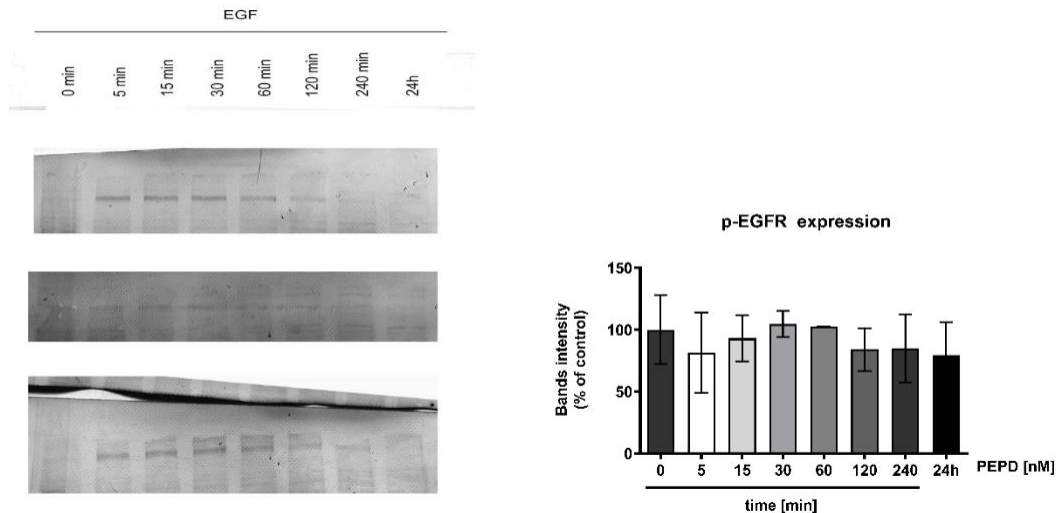 EGF
0 min 5 min 15 min 30 min 60 min 120 min 240 min 24h
p-EGFR expression
Bands intensity
(% of control)
150
100
50
0
0 5 15 30 60 120 240 24h PEPD [nM]
time [min]